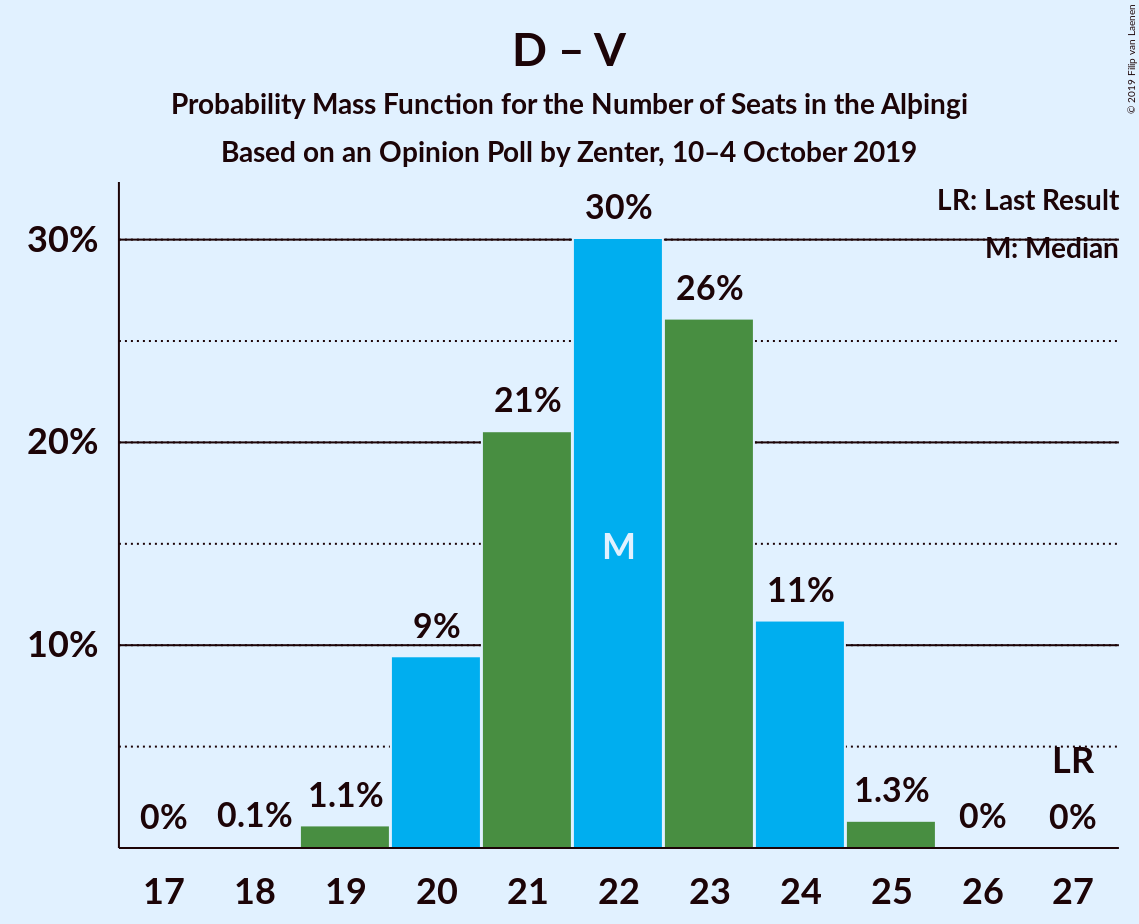 D – V
Probability Mass Function for the Number of Seats in the Alþingi
Based on an Opinion Poll by Zenter, 10–4 October 2019
© 2019 Filip van Laenen
LR: Last Result
M: Median
30%
20%
10%
0%
0.1%
1.1%
9%
21%
30%
26%
11%
1.3%
0%
0%
M
LR
17 18 19 20 21 22 23 24 25 26 27